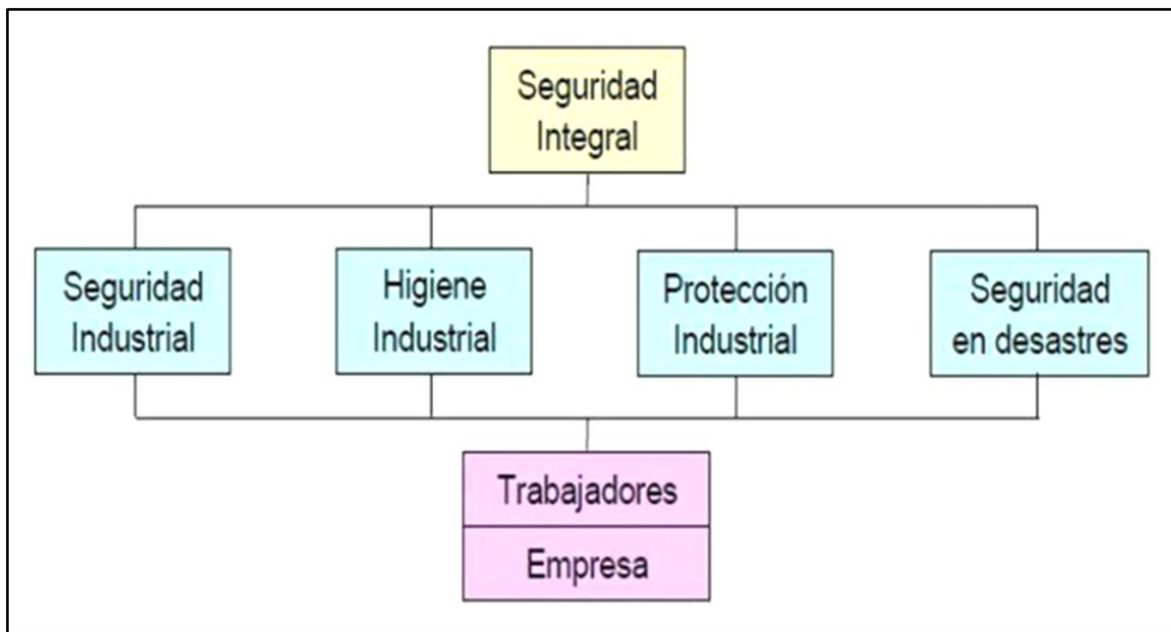 Seguridad
Integral
Seguridad
Industrial
Higiene
Industrial
Protección
Industrial
Seguridad
en desastres
Trabajadores
Empresa